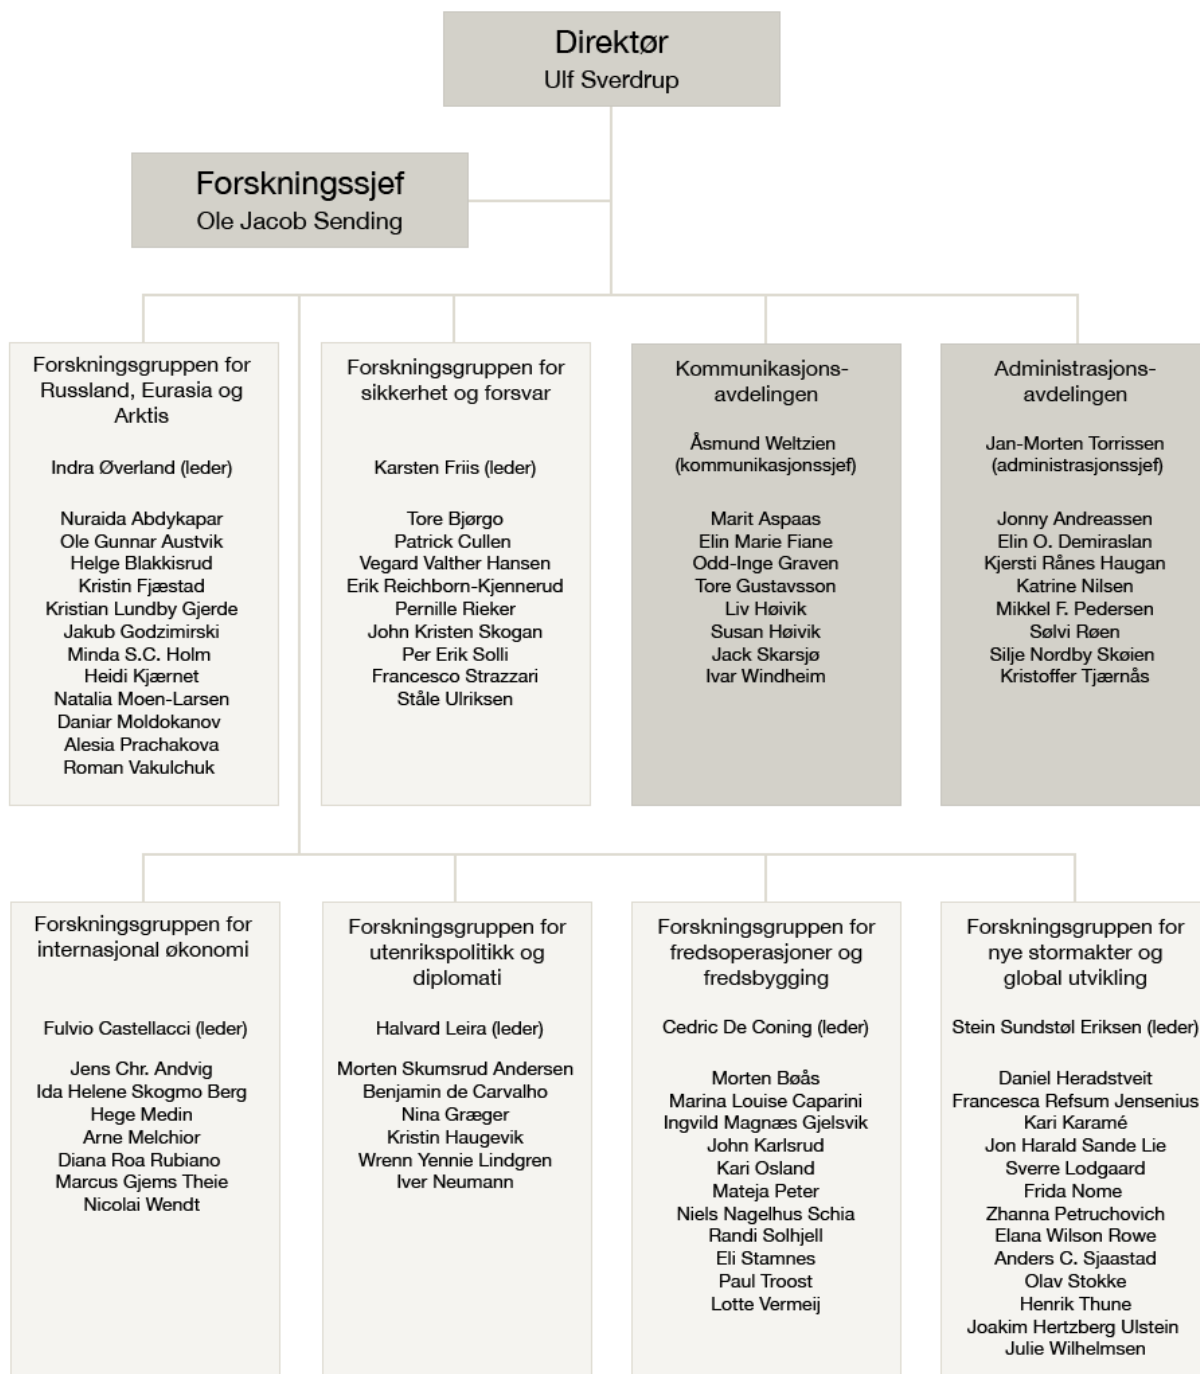 Direktør
Ulf Sverdrup
Forskningssjef
Ole Jacob Sending
Forskningsgruppen for
Russland, Eurasia og
Arktis
Indra Øverland (leder)
Nuraida Abdykapar
Ole Gunnar Austvik
Helge Blakkisrud
Kristin Fjæstad
Kristian Lundby Gjerde
Jakub Godzimirski
Minda S.C. Holm
Heidi Kjærnet
Natalia Moen-Larsen
Daniar Moldokanov
Alesia Prachakova
Roman Vakulchuk
Forskningsgruppen for
sikkerhet og forsvar
Karsten Friis (leder)
Tore Bjørgo
Patrick Cullen
Vegard Valther Hansen
Erik Reichborn-Kjennerud
Pernille Rieker
John Kristen Skogan
Per Erik Solli
Francesco Strazzari
Ståle Ulriksen
Kommunikasjons-
avdelingen
Åsmund Weltzien
(kommunikasjonssjef)
Marit Aspaas
Elin Marie Fiane
Odd-Inge Graven
Tore Gustavsson
Liv Høivik
Susan Høivik
Jack Skarsjø
Ivar Windheim
Administrasjons-
avdelingen
Jan-Morten Torrissen
(administrasjonssjef)
Jonny Andreassen
Elin O. Demiraslan
Kjersti Rånes Haugan
Katrine Nilsen
Mikkel F. Pedersen
Sølvi Røen
Silje Nordby Skøien
Kristoffer Tjærnås
Forskningsgruppen for
internasjonal økonomi
Fulvio Castellacci (leder)
Jens Chr. Andvig
Ida Helene Skogmo Berg
Hege Medin
Arne Melchior
Diana Roa Rubiano
Marcus Gjems Theie
Nicolai Wendt
Forskningsgruppen for
utenrikspolitikk og
diplomati
Halvard Leira (leder)
Morten Skumsrud Andersen
Benjamin de Carvalho
Nina Græger
Kristin Haugevik
Wrenn Yennie Lindgren
Iver Neumann
Forskningsgruppen for
fredsoperasjoner og
fredsbygging
Cedric De Coning (leder)
Morten Bøås
Marina Louise Caparini
Ingvild Magnæs Gjelsvik
John Karlsrud
Kari Osland
Mateja Peter
Niels Nagelhus Schia
Randi Solhjell
Eli Stamnes
Paul Troost
Lotte Vermeij
Forskningsgruppen for
nye stormakter og
global utvikling
Stein Sundstøl Eriksen (leder)
Daniel Heradstveit
Francesca Refsum Jensenius
Kari Karamé
Jon Harald Sande Lie
Sverre Lodgaard
Frida Nome
Zhanna Petruchovich
Elana Wilson Rowe
Anders C. Sjaastad
Olav Stokke
Henrik Thune
Joakim Hertzberg Ulstein
Julie Wilhelmsen